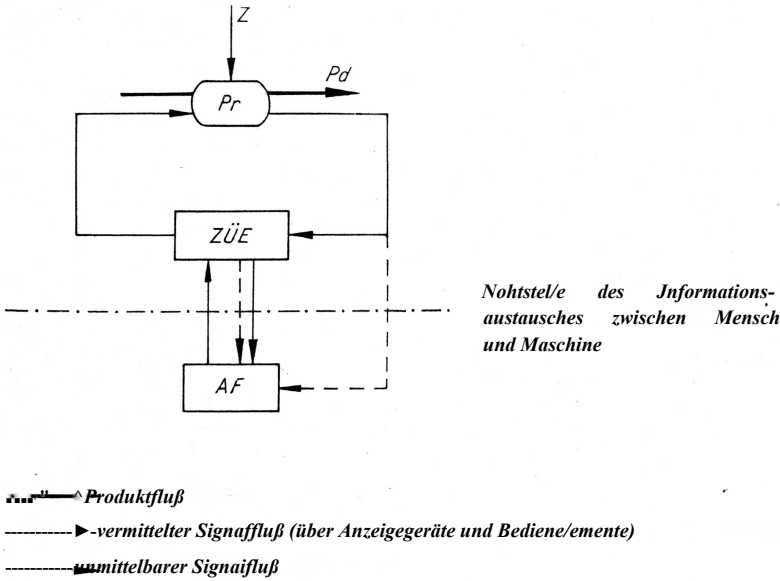 Z
Pd
Pr
ZÜE
Nohtstel/e des Jnformations-
austausches zwischen Mensch
und Maschine
AF
Produktfluß
-vermittelter Signaffluß (über Anzeigegeräte und Bediene/emente)
unmittelbarer Signaifluß